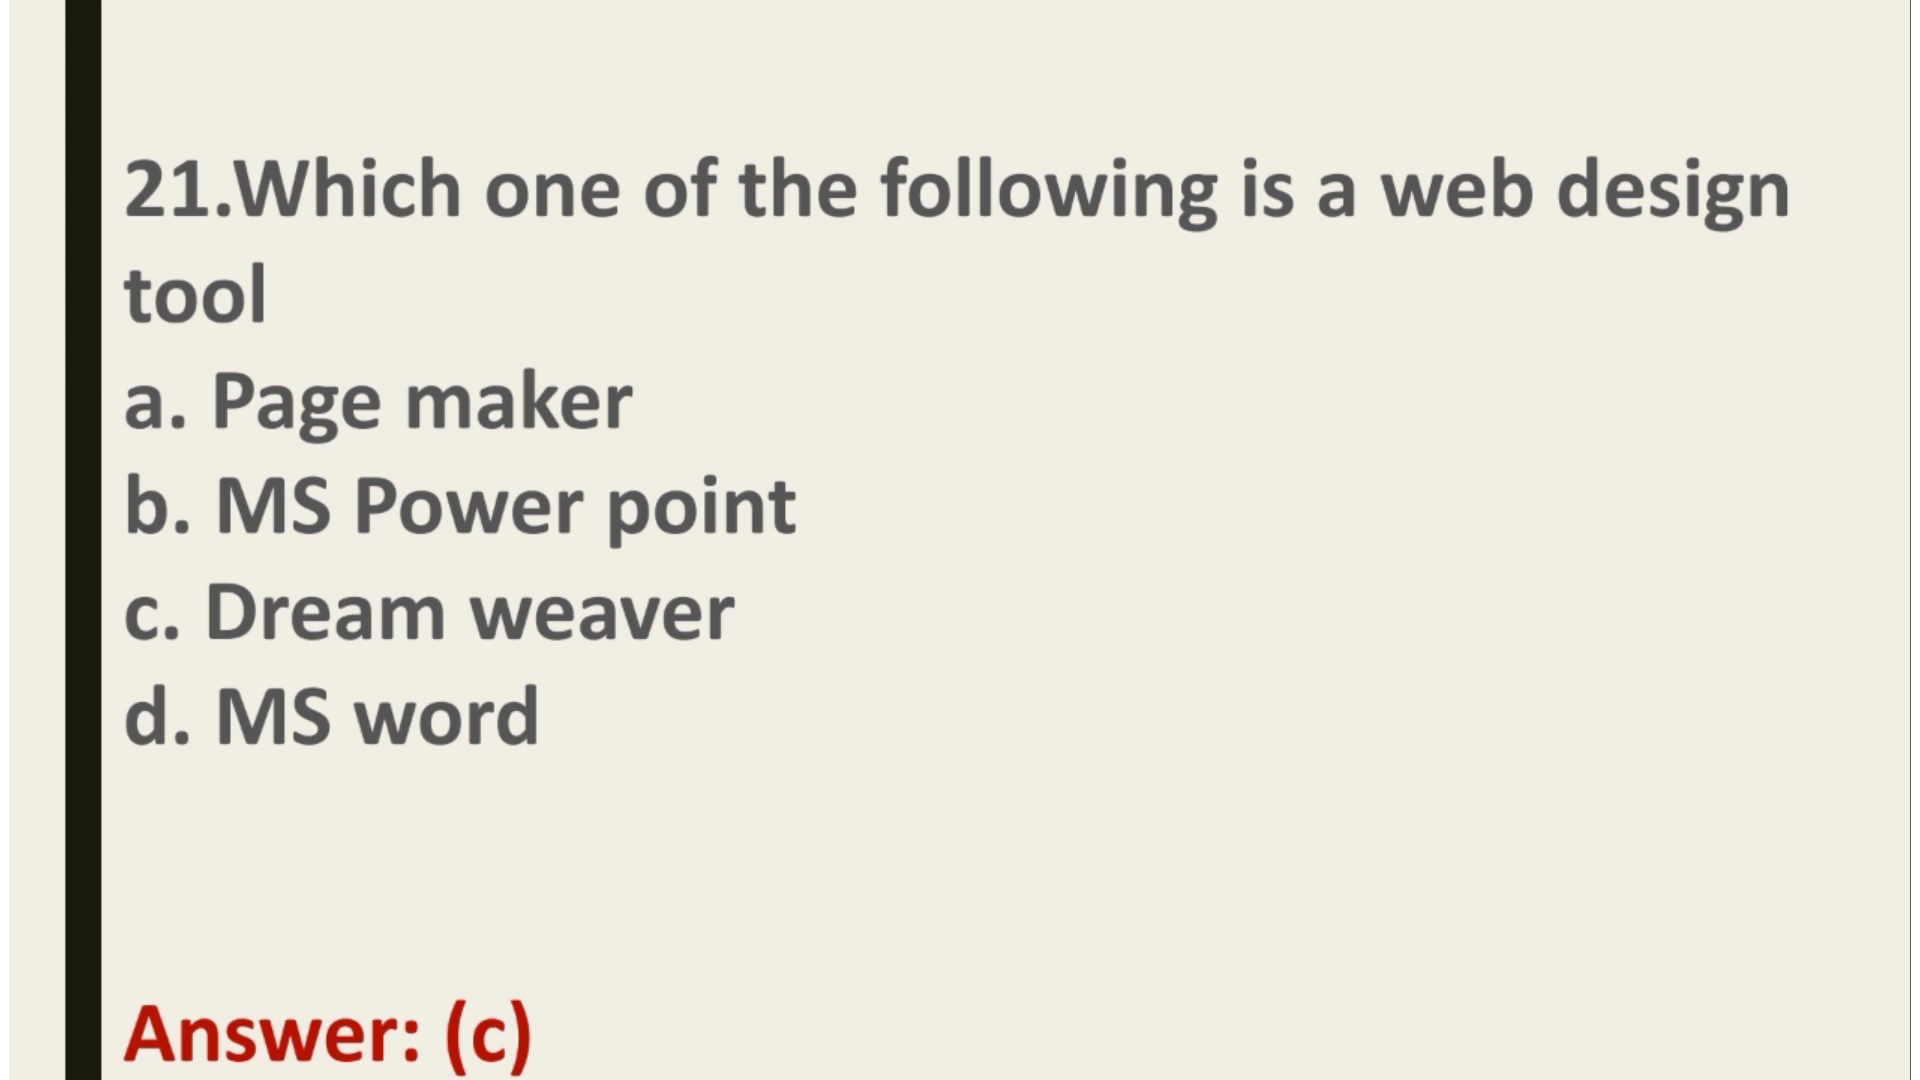 21.Which one of the following is a web design
tool
a. Page maker
b. MS Power point
c. Dream weaver
d. MS word
Answer: (c)